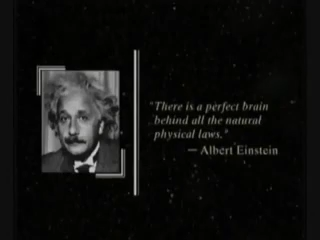 "There is a perfect brain
behind all the natural
physical laws."
— Albert Einstein